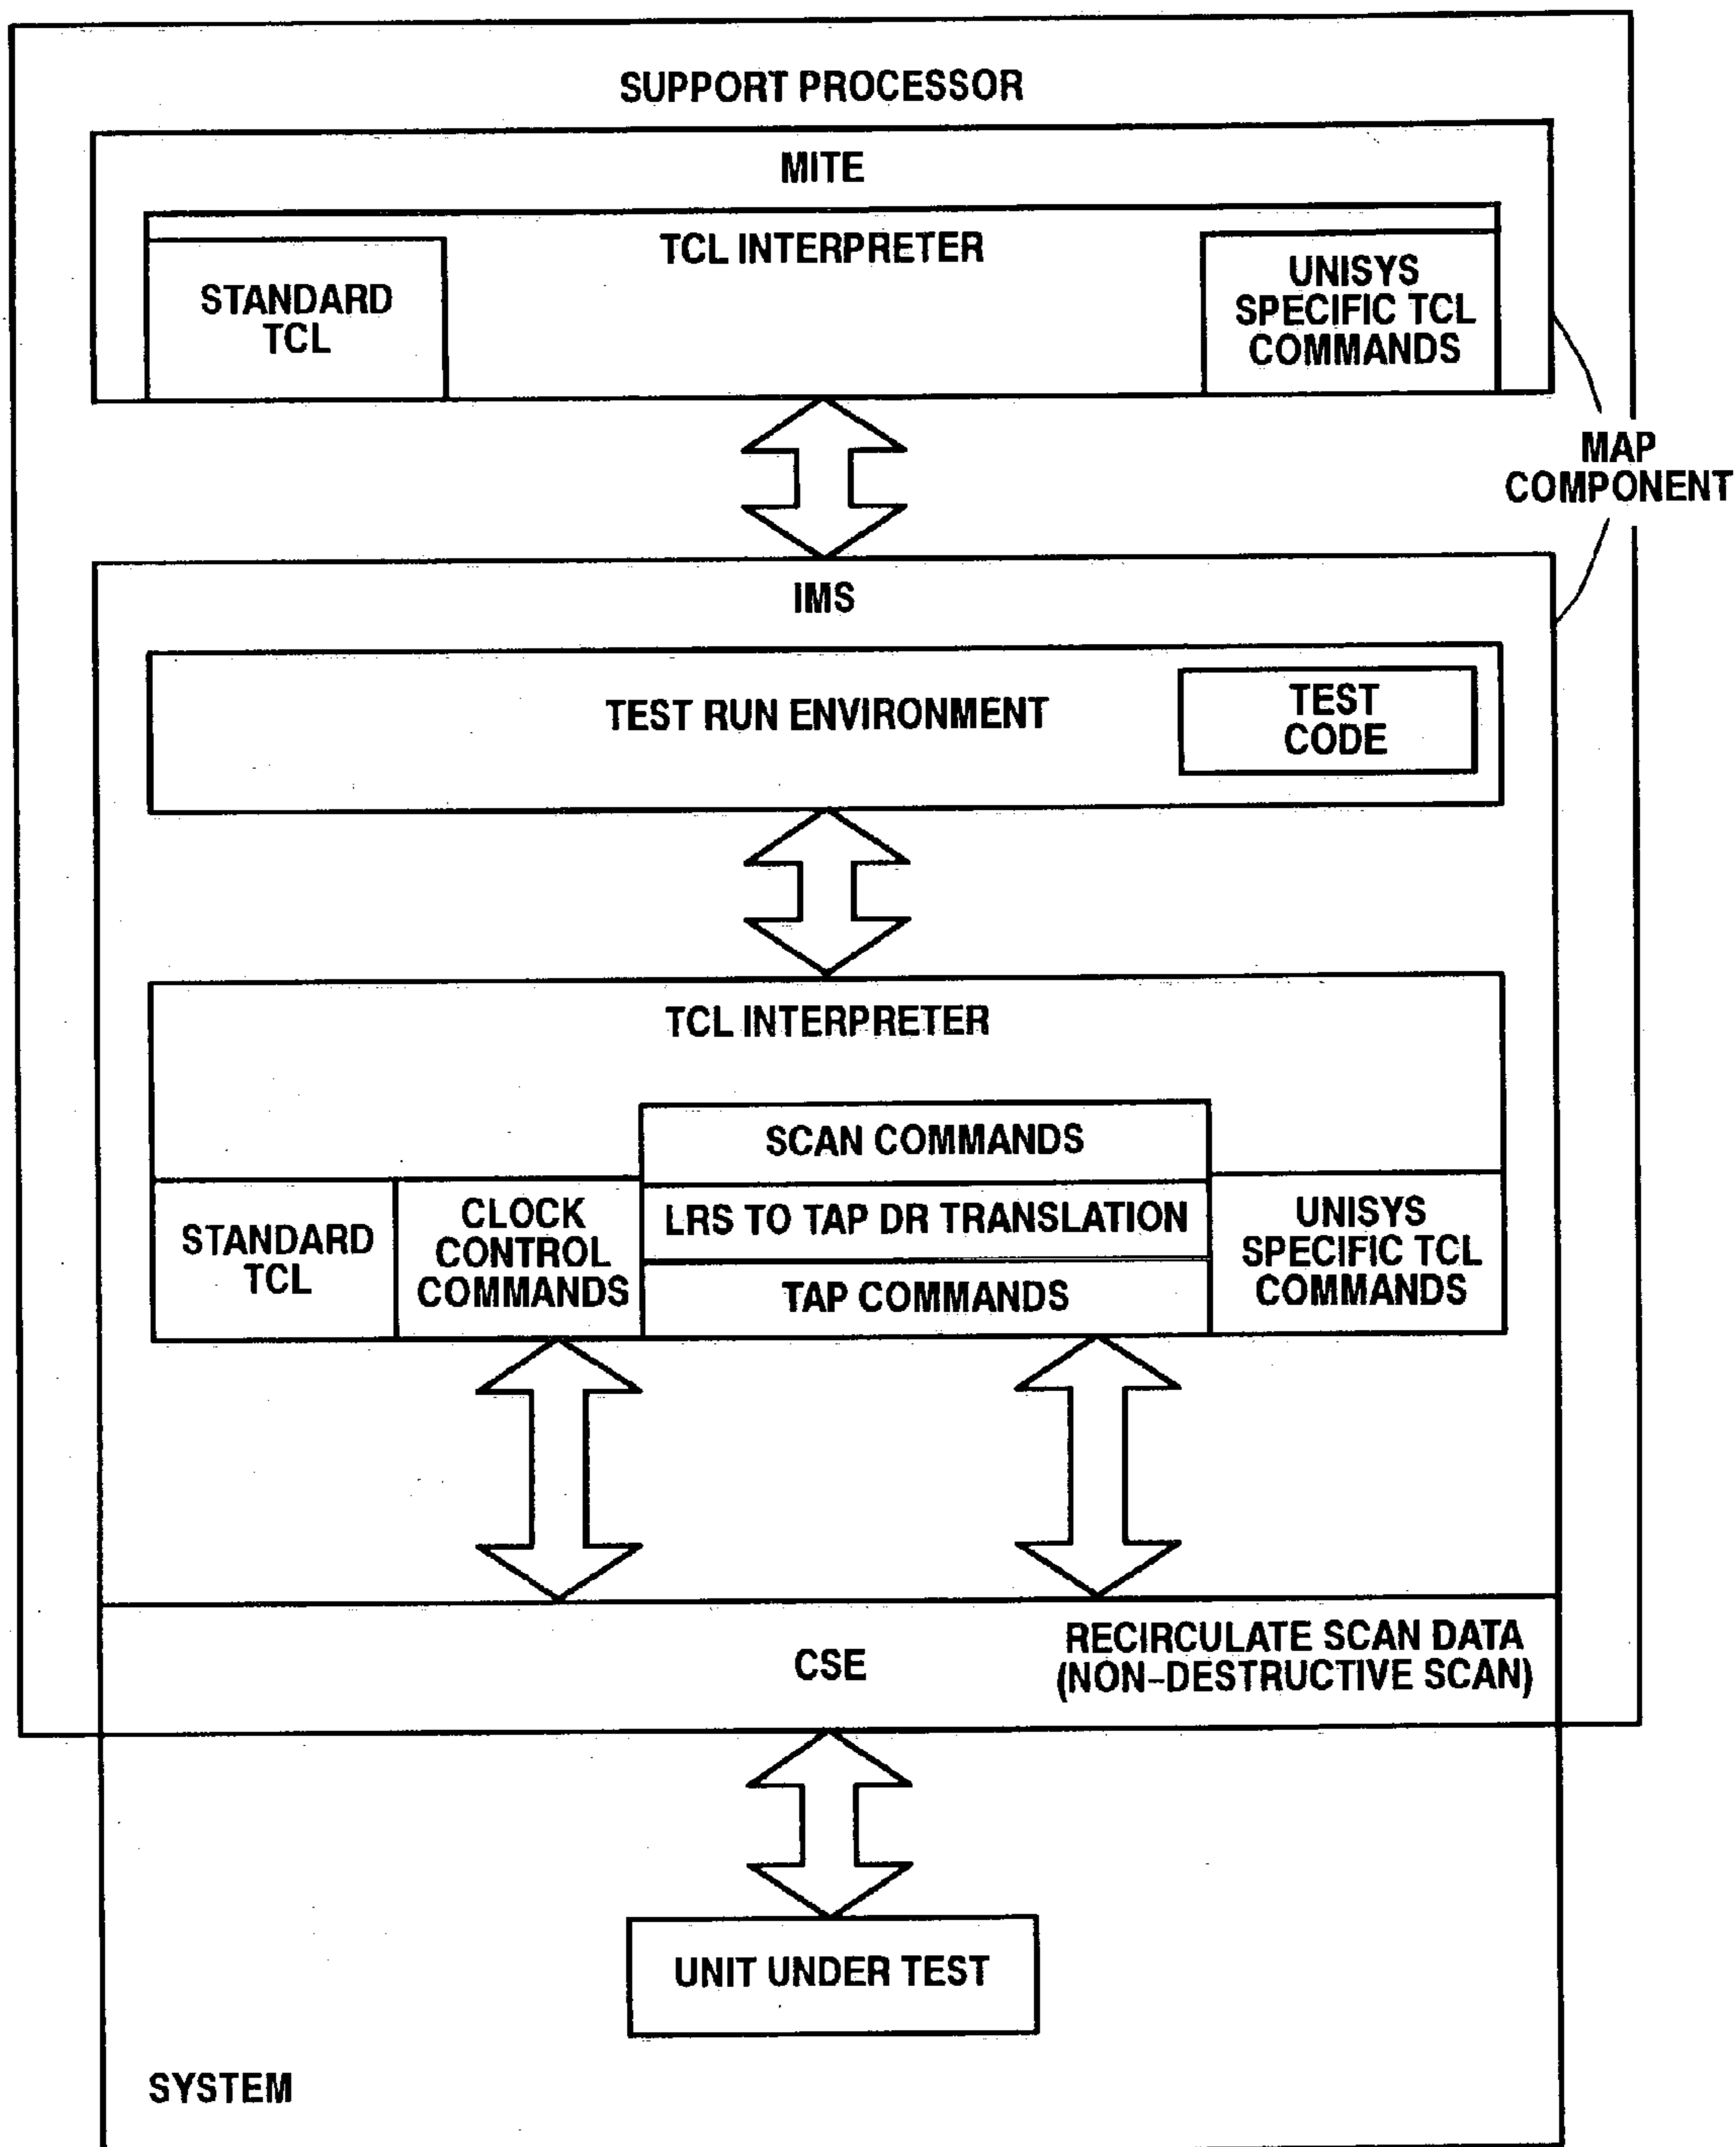 SUPPORT PROCESSOR
MITE
TCL INTERPRETER
STANDARD
TCL
UNISYS
SPECIFIC TCL
COMMANDS
MAP
COMPONENT
IMS
TEST RUN ENVIRONMENT
TEST
CODE
TCL INTERPRETER
SCAN COMMANDS
LRS TO TAP DR TRANSLATION
TAP COMMANDS
STANDARD
TCL
CLOCK
CONTROL
COMMANDS
UNISYS
SPECIFIC TCL
COMMANDS
CSE
RECIRCULATE SCAN DATA
(NON-DESTRUCTIVE SCAN)
UNIT UNDER TEST
SYSTEM